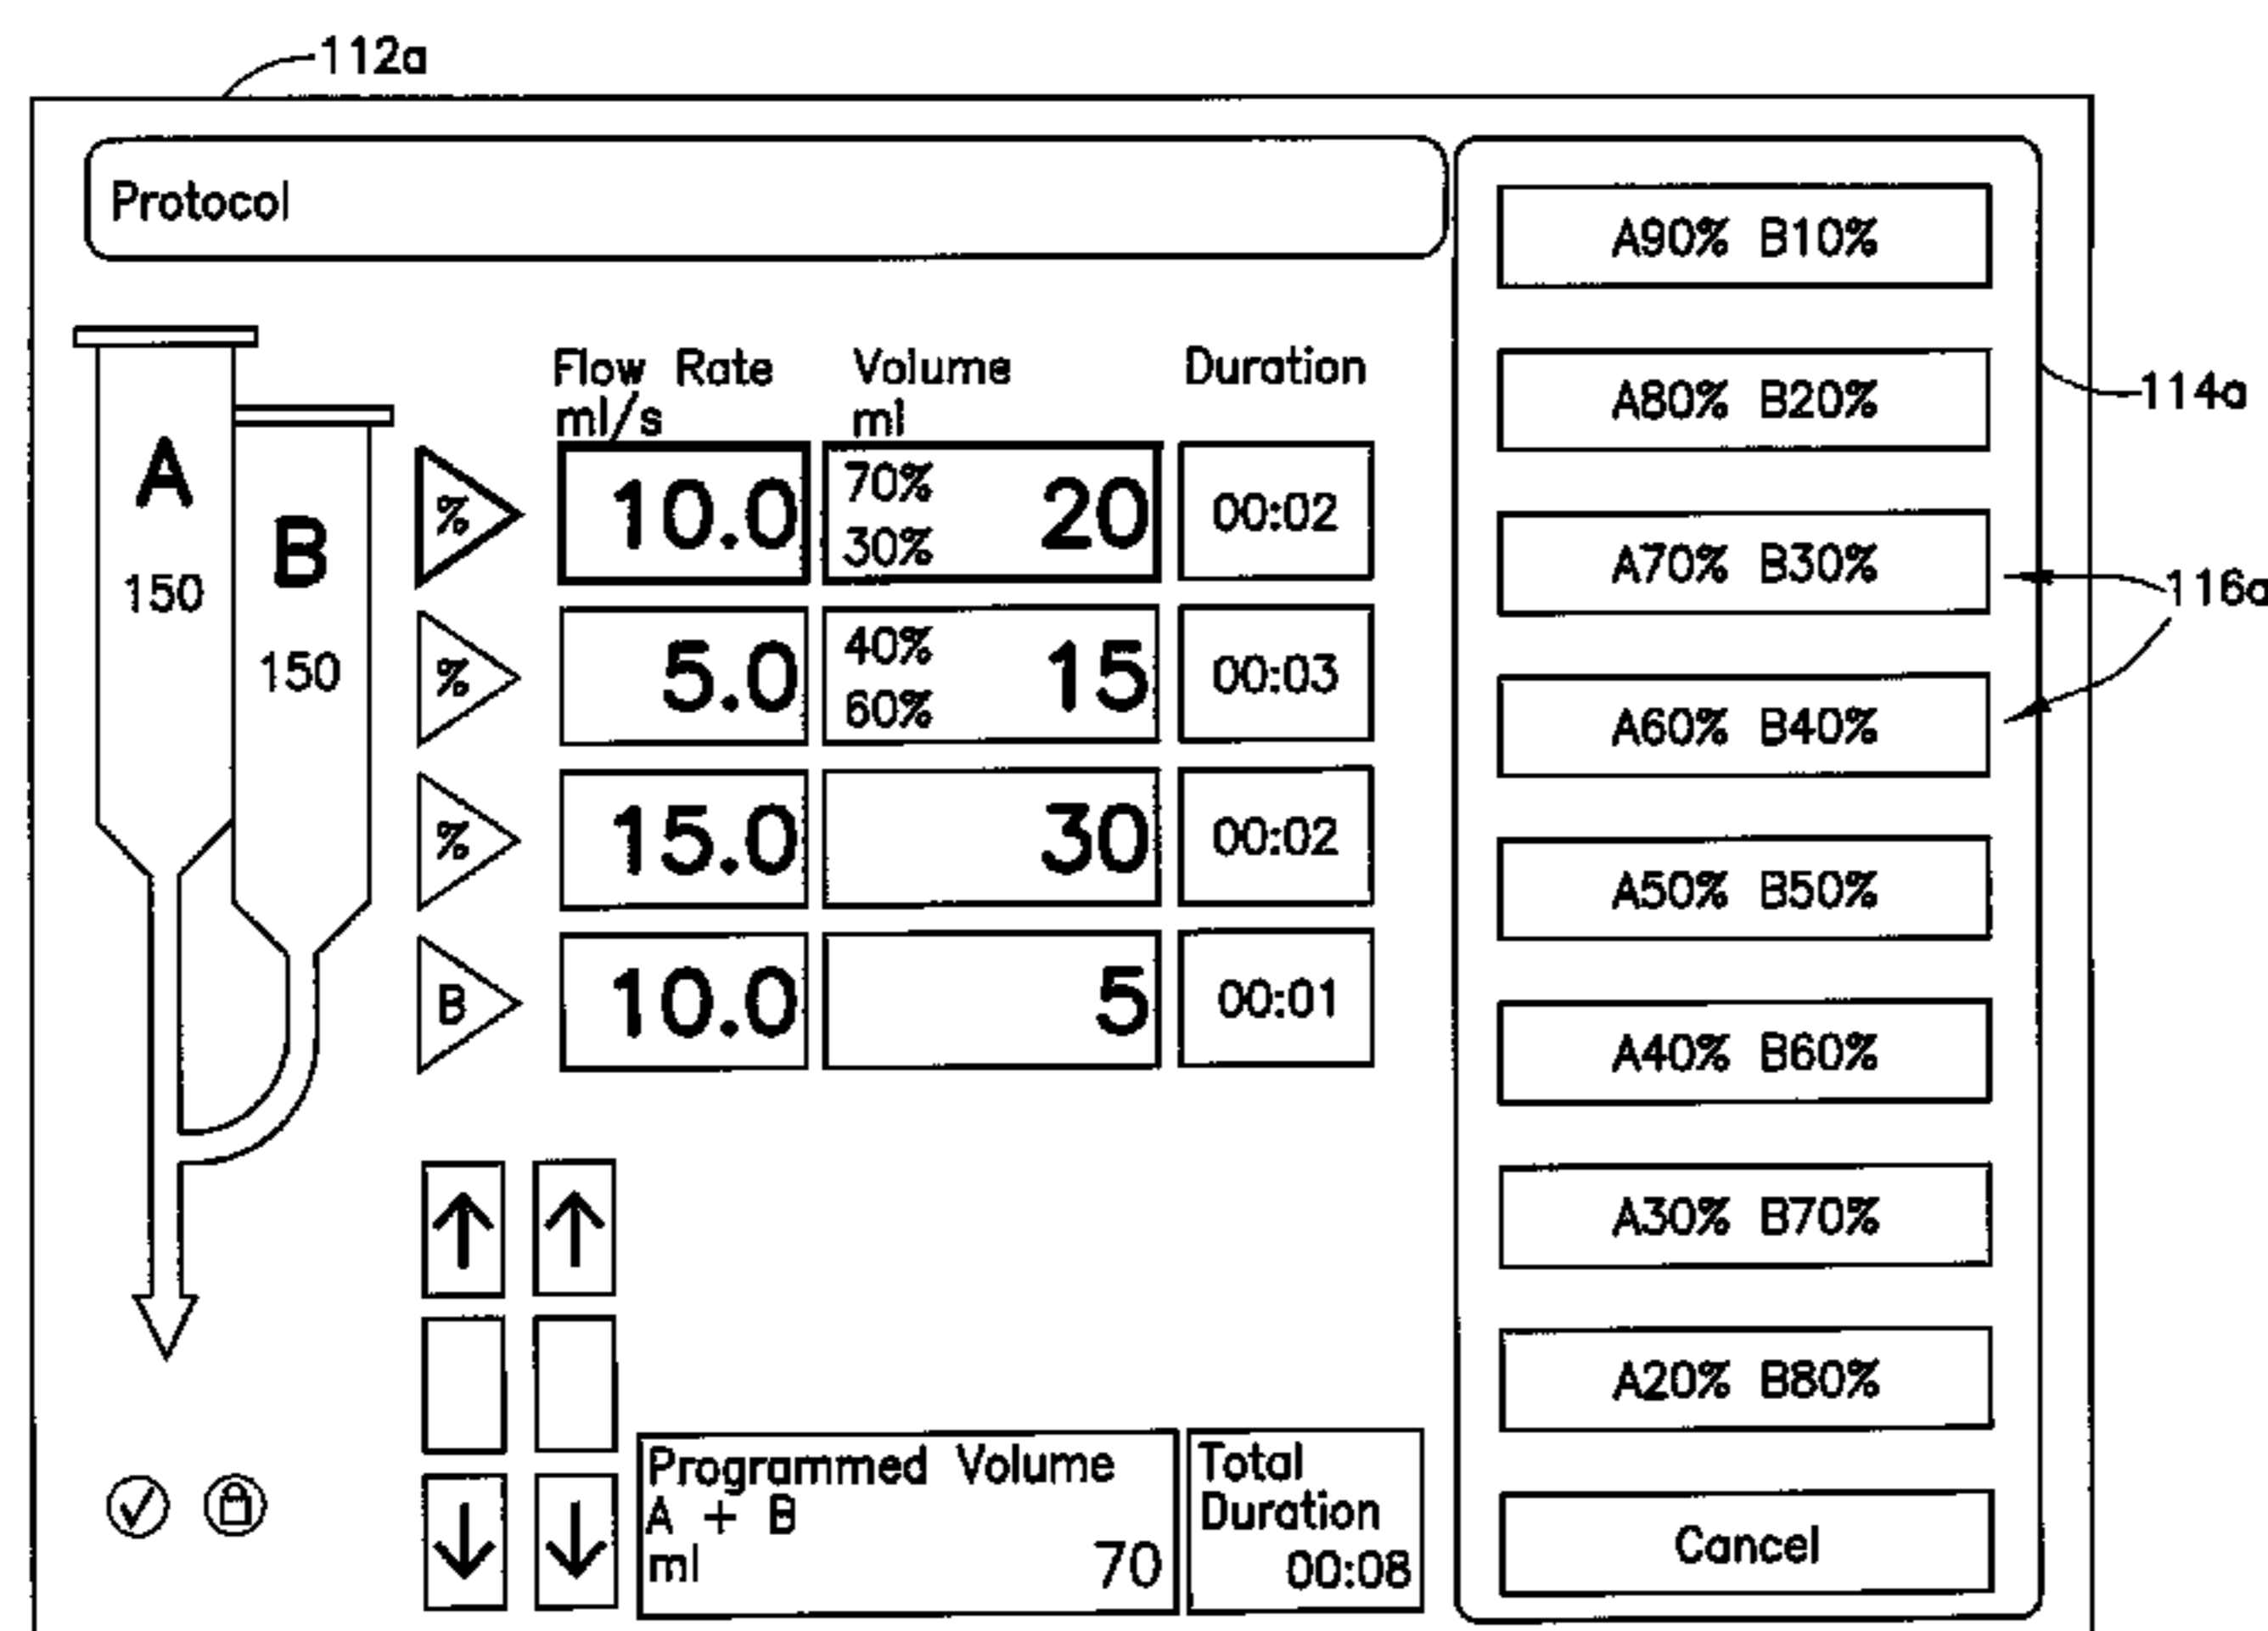 112a
Protocol
A90% B10%
A80% B20%
114a
A70% B30%
116a
A60% B40%
A50% B50%
A40% B60%
A30% B70%
A20% B80%
Cancel
A
150
B
150
Flow Rate
ml/s
Volume
ml
Duration
%
10.0
70%
30%
20
00:02
%
5.0
40%
60%
15
00:03
%
15.0
30
00:02
B
10.0
5
00:01
Programmed Volume
A + B
ml
70
Total
Duration
00:08